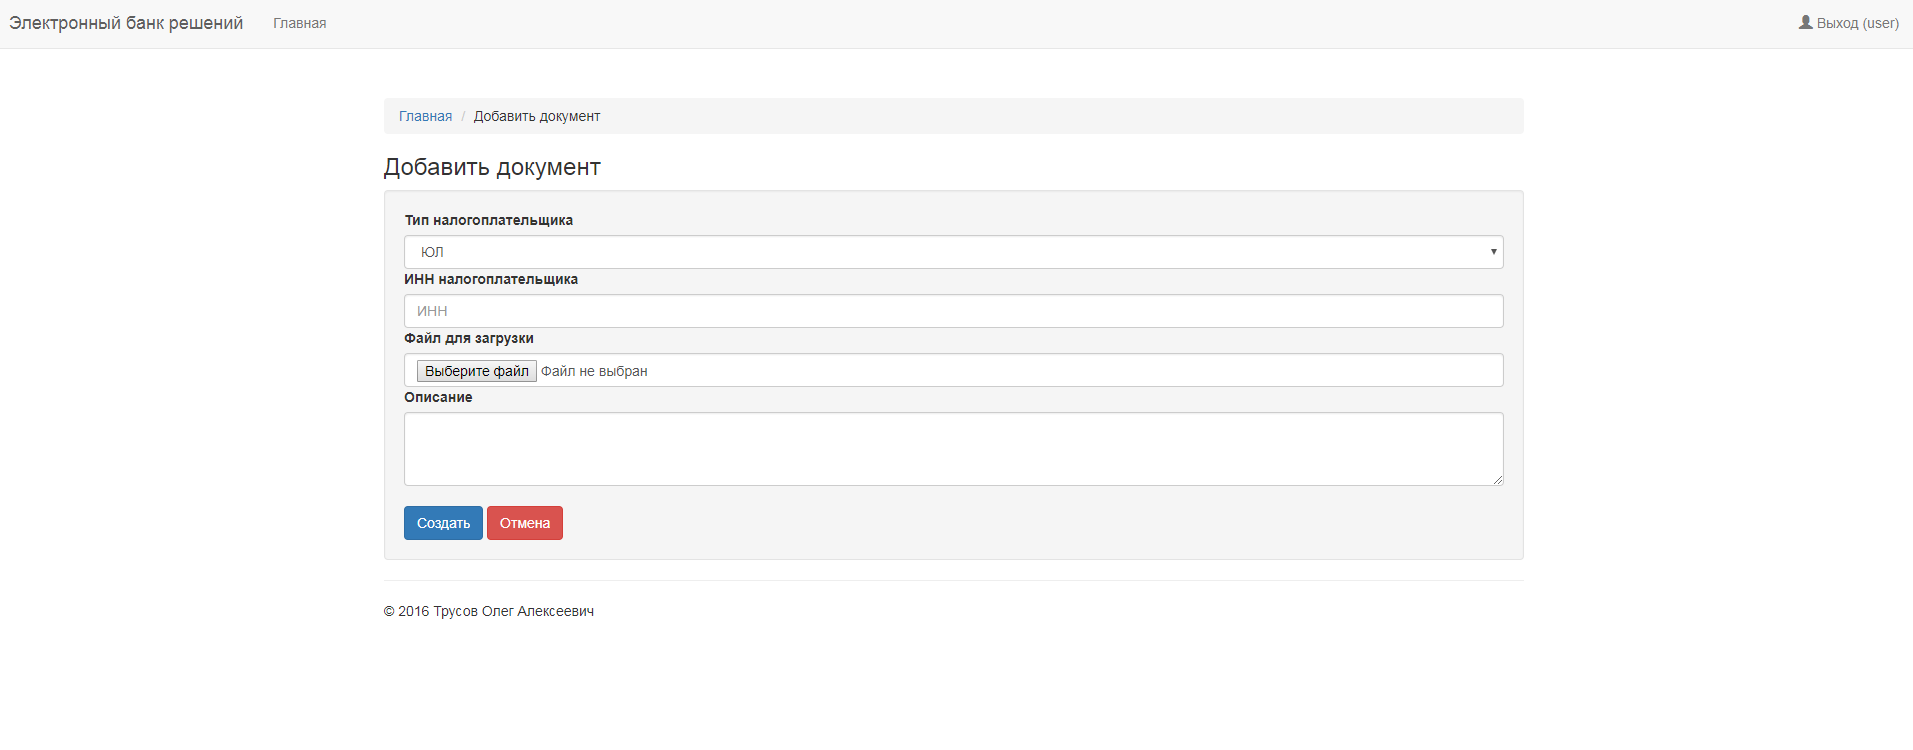 Электронный банк решений Главная Выход (user)
Главная / Добавить документ
Добавить документ
Тип налогоплательщика
ЮЛ
ИНН налогоплательщика
ИНН
Файл для загрузки
Выберите файл Файл не выбран
Описание
Создать Отмена
© 2016 Трусов Олег Алексеевич